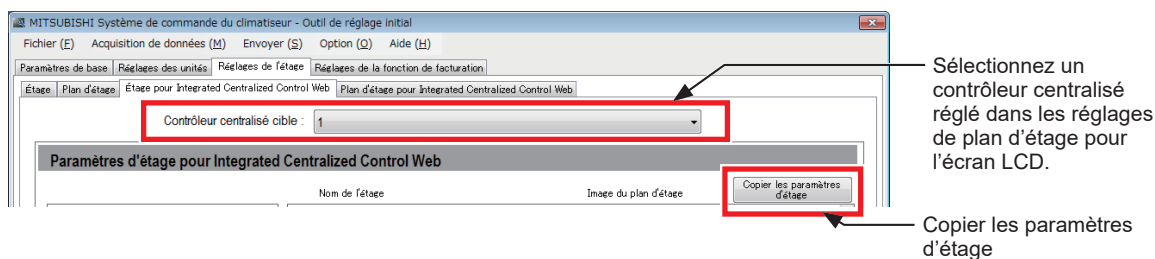 MITSUBISHI Système de commande du climatiseur - Outil de réglage initial
Fichier (F) Acquisition de données (M) Envoyer (S) Option (O) Aide (H)
Paramètres de base Réglages des unités Réglages de l'étage Réglages de la fonction de facturation
Étage Plan d'étage Étage pour Integrated Centralized Control Web Plan d'étage pour Integrated Centralized Control Web
Contrôleur centralisé cible : 1
Paramètres d'étage pour Integrated Centralized Control Web
Nom de l'étage Image du plan d'étage
Copier les paramètres
d'étage
Sélectionnez un
contrôleur centralisé
réglé dans les réglages
de plan d’étage pour
l’écran LCD.
Copier les paramètres
d’étage